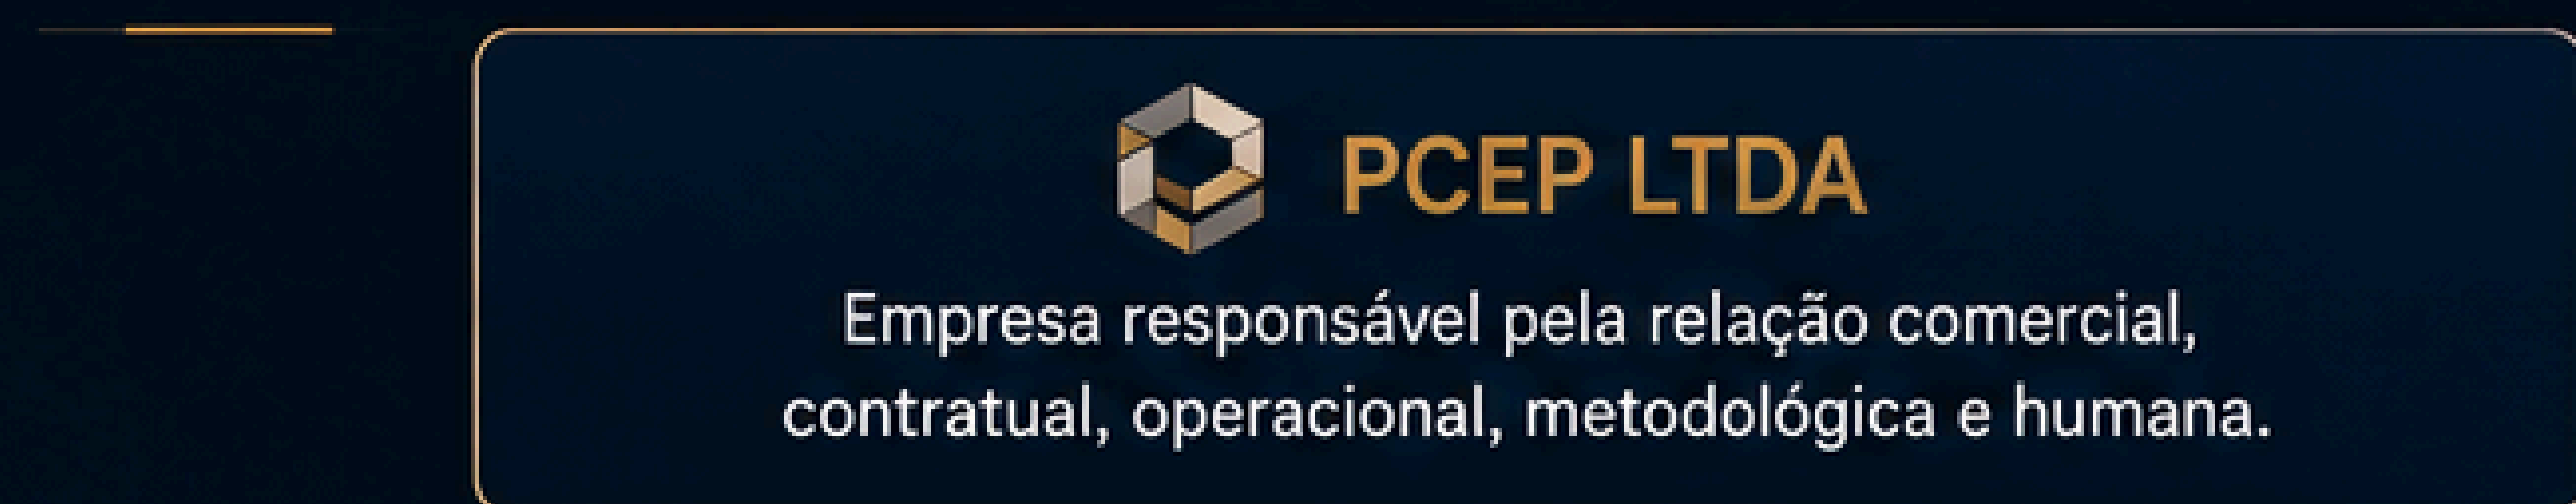 PCEP LTDA
Empresa responsável pela relação comercial,
contratual, operacional, metodológica e humana.